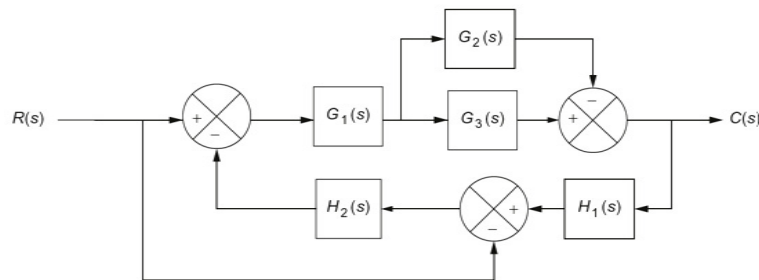 G₂(s)
−
R(s)
+
−
G₁(s)
G₃(s)
+
C(s)
H₂(s)
+
−
H₁(s)